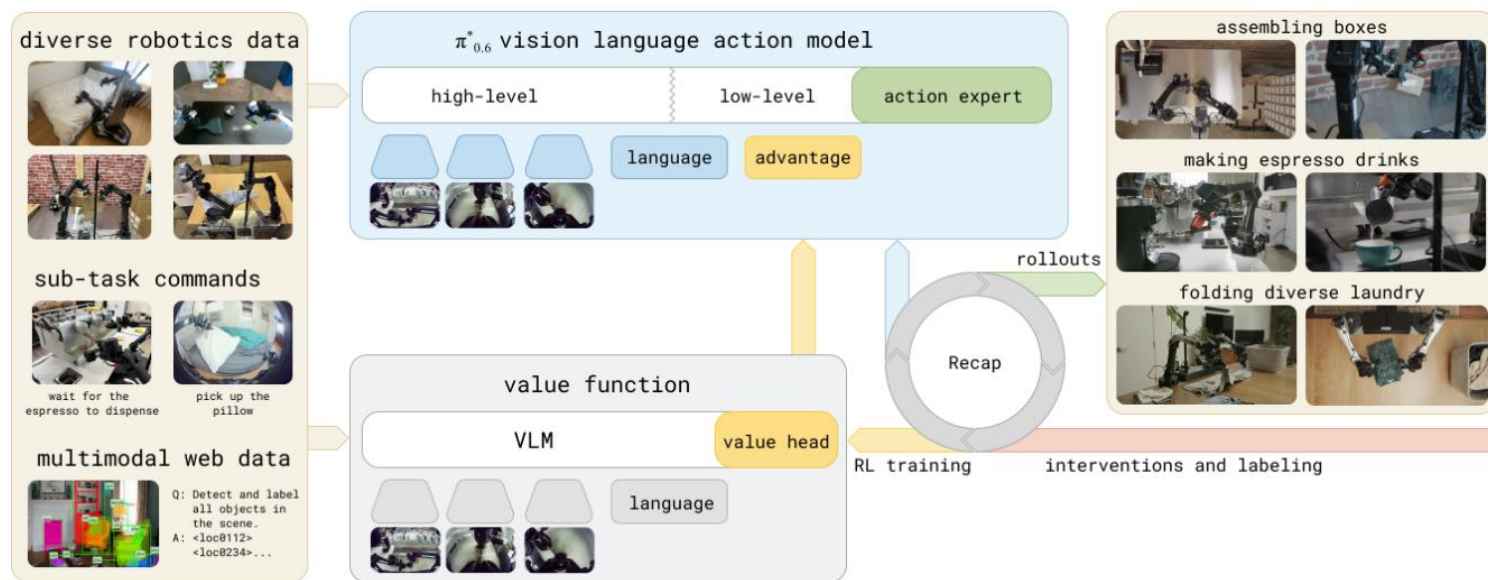 diverse robotics data
sub-task commands
wait for the
espresso to dispense
pick up the
pillow
multimodal web data
Q: Detect and label
all objects in
the scene.
A: <loc0112>
<loc0234>...
π*0.6 vision language action model
high-level
low-level
action expert
language
advantage
value function
VLM
value head
language
Recap
rollouts
RL training
interventions and labeling
assembling boxes
making espresso drinks
folding diverse laundry